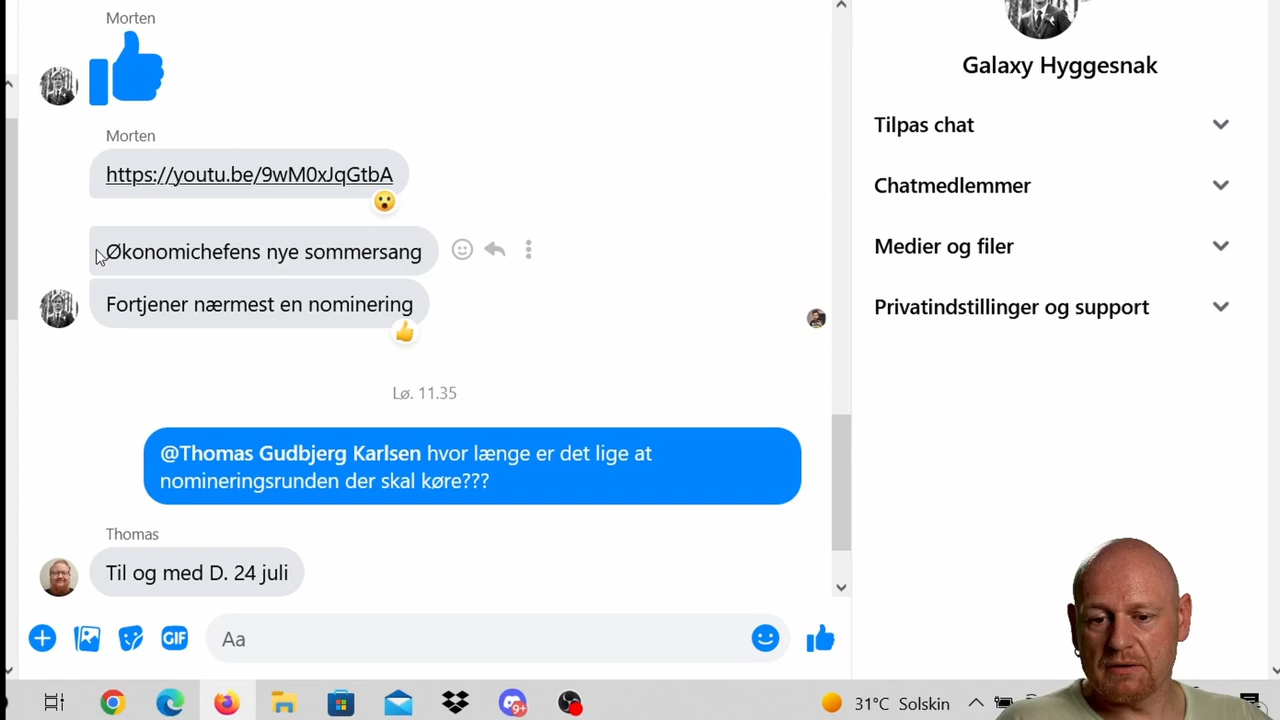 Morten
Galaxy Hyggesnak
Morten
https://youtu.be/9wM0xJqGtbA
Økonomichefens nye sommersang
Fortjener nærmest en nominering
Lø. 11.35
@Thomas Gudbjerg Karlsen hvor længe er det lige at
nomineringsrunden der skal køre???
Thomas
Til og med D. 24 juli
Aa
GIF
Tilpas chat
Chatmedlemmer
Medier og filer
Privatindstillinger og support
9+
31°C Solskin